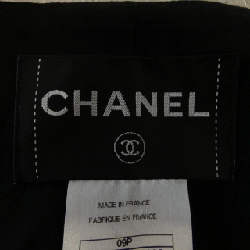 CHANEL
MADE IN FRANCE
FABRIQUE EN FRANCE
09P